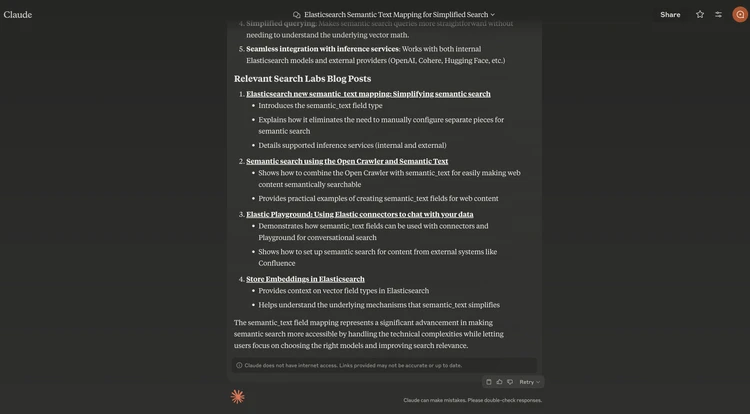 Claude
Elasticsearch Semantic Text Mapping for Simplified Search
Share
4. Simplified querying: Makes semantic search queries more straightforward without
needing to understand the underlying vector math.
5. Seamless integration with inference services: Works with both internal
Elasticsearch models and external providers (OpenAI, Cohere, Hugging Face, etc.)
Relevant Search Labs Blog Posts
1. Elasticsearch new semantic_text mapping: Simplifying semantic search
• Introduces the semantic_text field type
• Explains how it eliminates the need to manually configure separate pieces for
semantic search
• Details supported inference services (internal and external)
2. Semantic search using the Open Crawler and Semantic Text
• Shows how to combine the Open Crawler with semantic_text for easily making web
content semantically searchable
• Provides practical examples of creating semantic_text fields for web content
3. Elastic Playground: Using Elastic connectors to chat with your data
• Demonstrates how semantic_text fields can be used with connectors and
Playground for conversational search
• Shows how to set up semantic search for content from external systems like
Confluence
4. Store Embeddings in Elasticsearch
• Provides context on vector field types in Elasticsearch
• Helps understand the underlying mechanisms that semantic_text simplifies
The semantic_text field mapping represents a significant advancement in making
semantic search more accessible by handling the technical complexities while letting
users focus on choosing the right models and improving search relevance.
Claude does not have internet access. Links provided may not be accurate or up to date.
Retry
Claude can make mistakes. Please double-check responses.